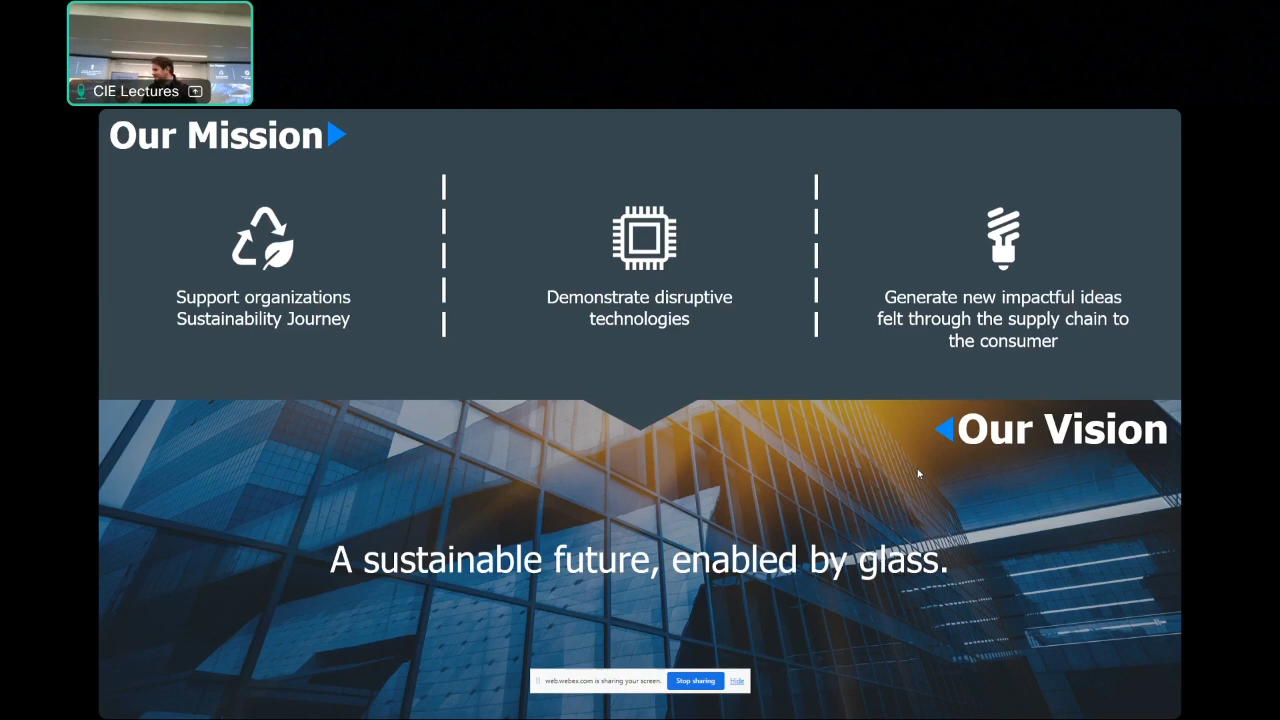 CIE Lectures
Our Mission
Support organizations
Sustainability Journey
Demonstrate disruptive
technologies
Generate new impactful ideas
felt through the supply chain to
the consumer
Our Vision
A sustainable future, enabled by glass.
web.webex.com is sharing your screen.
Stop sharing
Hide